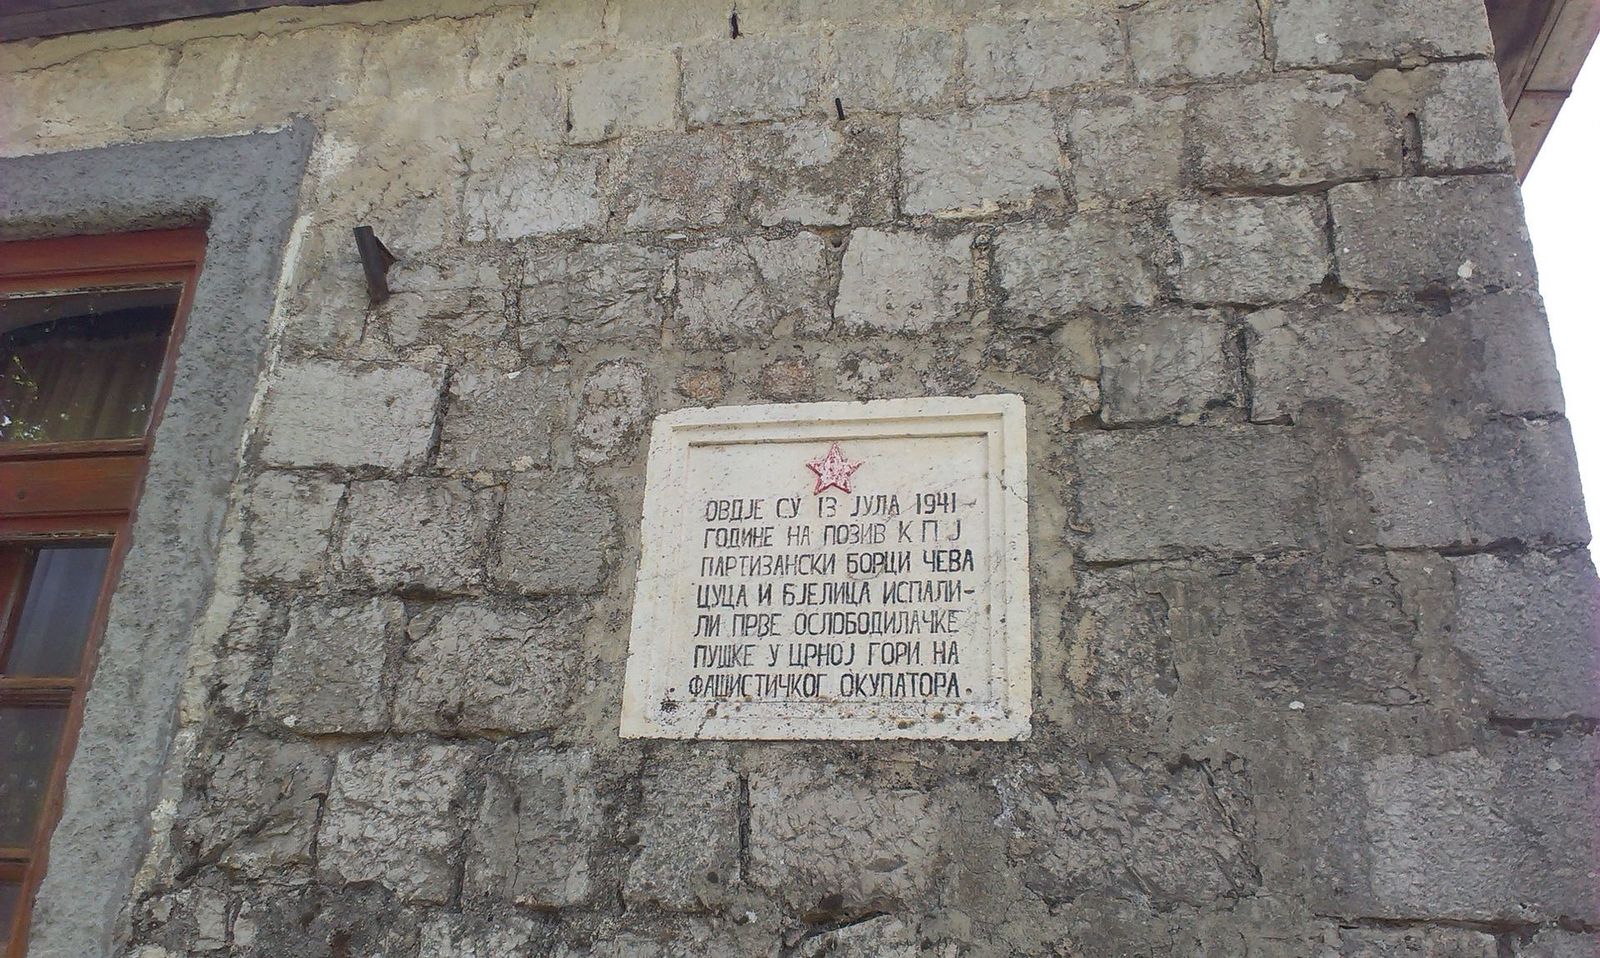 ОВДЈЕ СУ 13 ЈУЛА 1941-
ГОДИНЕ НА ПОЗИВ К П Ј
ПАРТИЗАНСКИ БОРЦИ ЧЕВА
ЦУЦА И БЈЕЛИЦА ИСПАЛИ-
ЛИ ПРВЕ ОСЛОБОДИЛАЧКЕ
ПУШКЕ У ЦРНОЈ ГОРИ НА
ФАШИСТИЧКОГ ОКУПАТОРА.